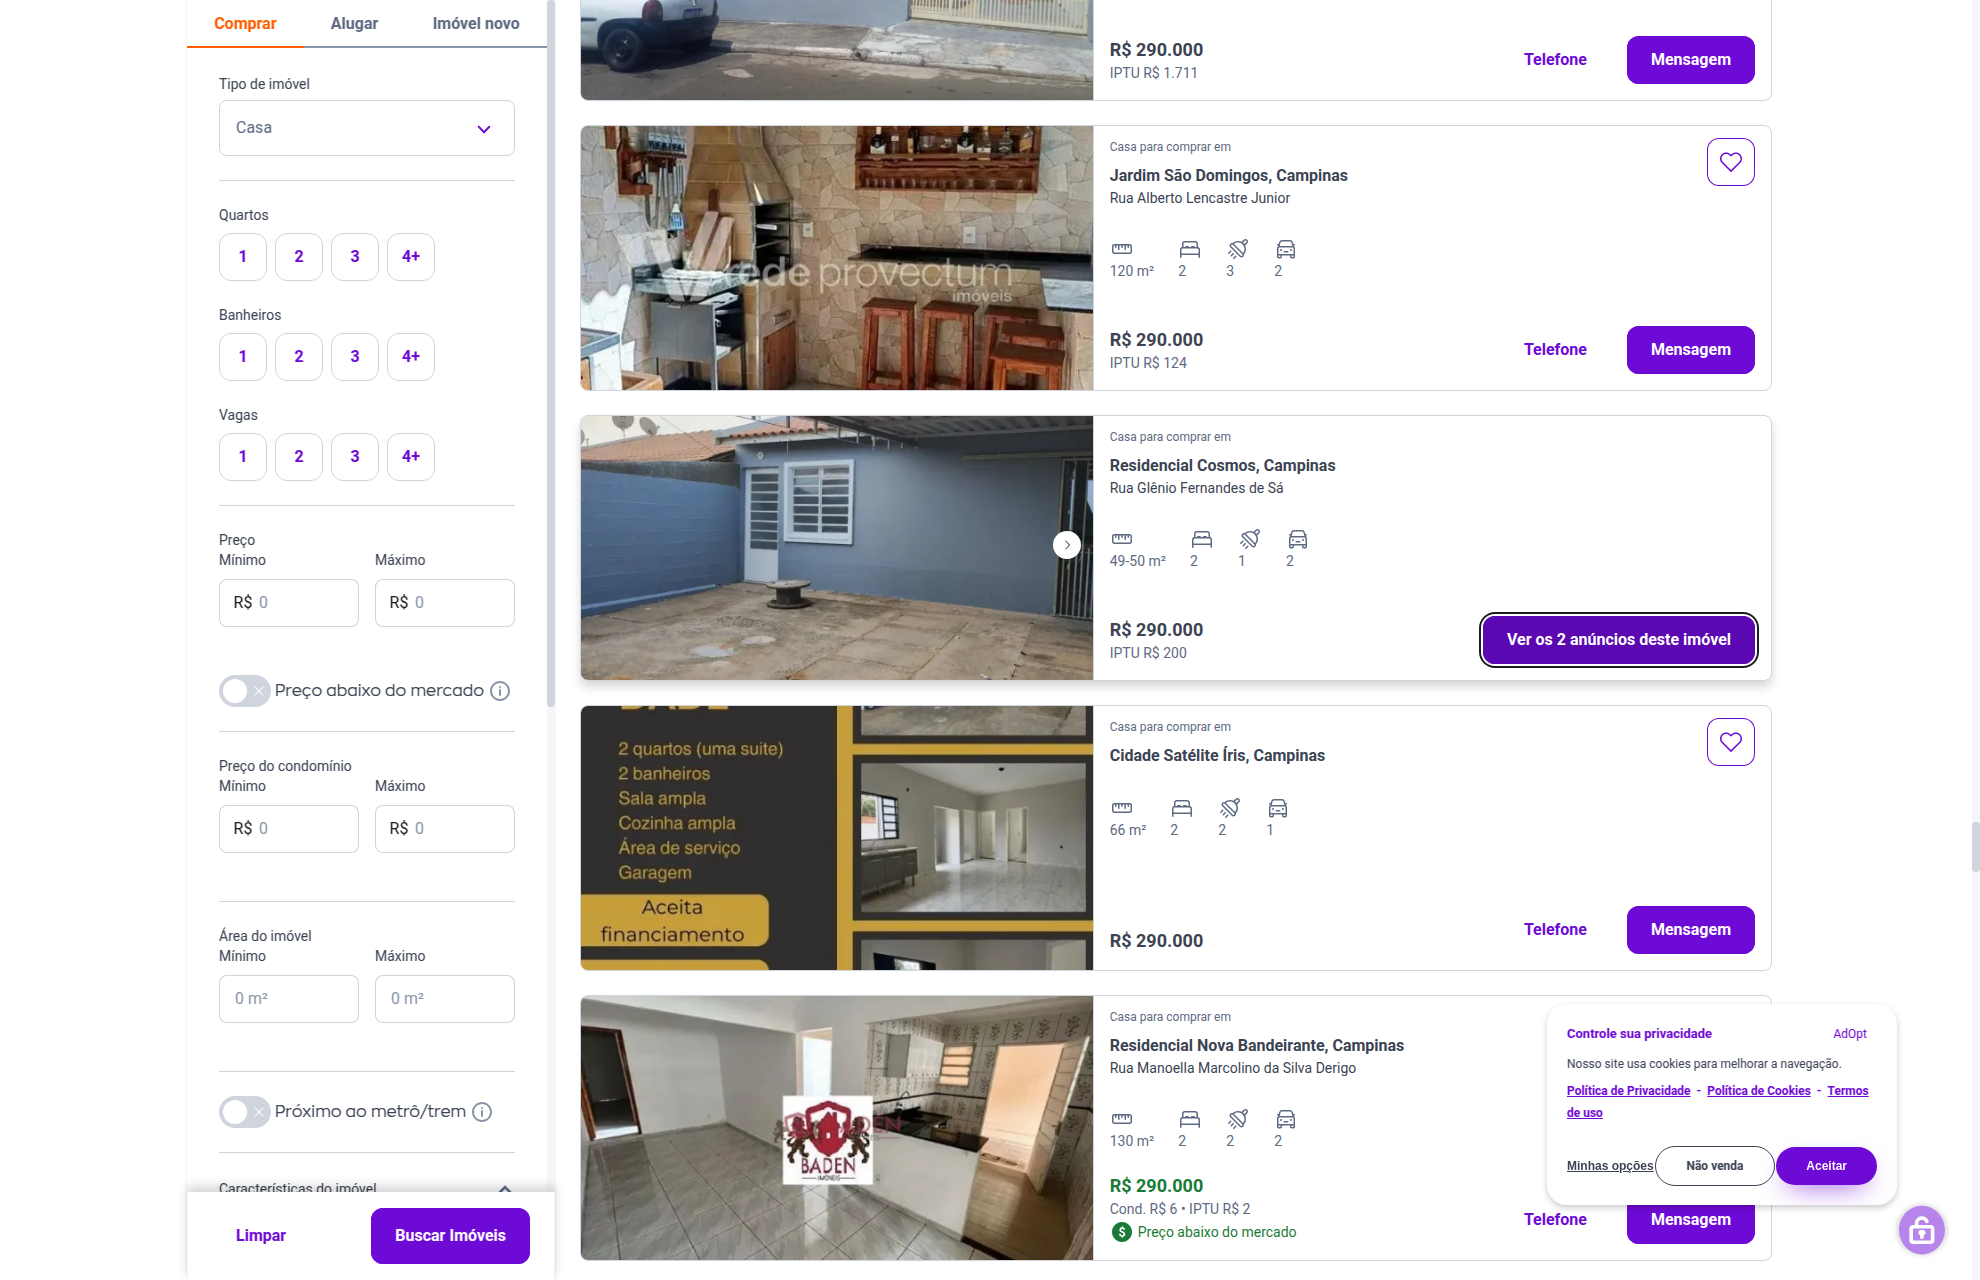 Comprar
Alugar
Imóvel novo
Tipo de imóvel
Casa
Quartos
1
2
3
4+
Banheiros
1
2
3
4+
Vagas
1
2
3
4+
Preço
Mínimo
Máximo
R$ 0
R$ 0
Preço abaixo do mercado
Preço do condomínio
Mínimo
Máximo
R$ 0
R$ 0
Área do imóvel
Mínimo
Máximo
0 m²
0 m²
Próximo ao metrô/trem
Características do imóvel
Limpar
Buscar Imóveis
R$ 290.000
IPTU R$ 1.711
Telefone
Mensagem
rede provectum
imóveis
Casa para comprar em
Jardim São Domingos, Campinas
Rua Alberto Lencastre Junior
120 m²
2
3
2
R$ 290.000
IPTU R$ 124
Telefone
Mensagem
Casa para comprar em
Residencial Cosmos, Campinas
Rua Glênio Fernandes de Sá
49-50 m²
2
1
2
R$ 290.000
IPTU R$ 200
Ver os 2 anúncios deste imóvel
2 quartos (uma suite)
2 banheiros
Sala ampla
Cozinha ampla
Área de serviço
Garagem
Aceita
financiamento
Casa para comprar em
Cidade Satélite Íris, Campinas
66 m²
2
2
1
R$ 290.000
Telefone
Mensagem
BADEN
IMÓVEIS
Casa para comprar em
Residencial Nova Bandeirante, Campinas
Rua Manoella Marcolino da Silva Derigo
130 m²
2
2
2
R$ 290.000
Cond. R$ 6 • IPTU R$ 2
Preço abaixo do mercado
Telefone
Mensagem
Controle sua privacidade
AdOpt
Nosso site usa cookies para melhorar a navegação.
Política de Privacidade - Política de Cookies - Termos
de uso
Minhas opções
Não venda
Aceitar